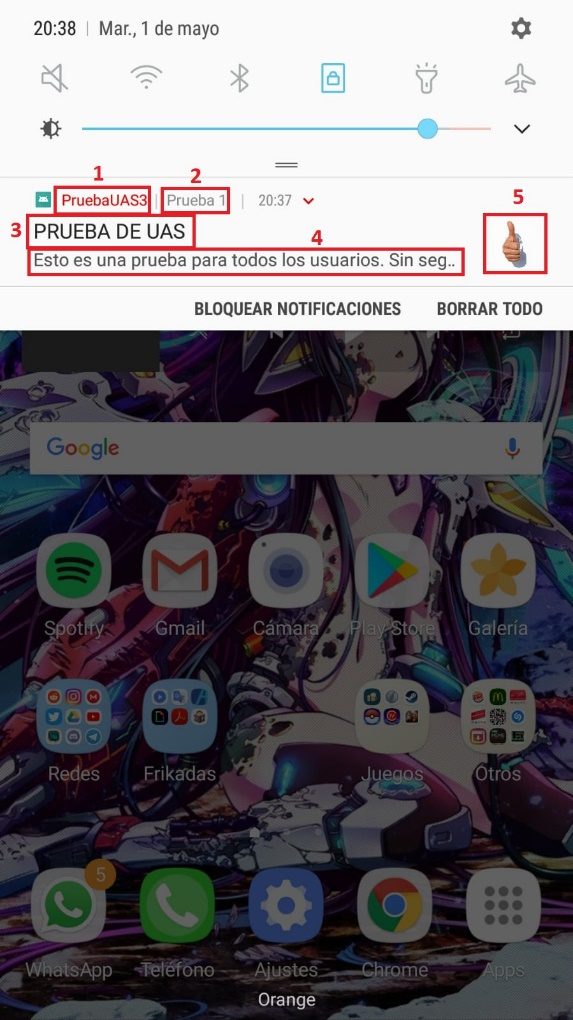 20:38 | Mar., 1 de mayo
1 2
PruebaUAS3 | Prueba 1 | 20:37
5
3 PRUEBA DE UAS
4
Esto es una prueba para todos los usuarios. Sin seg..
BLOQUEAR NOTIFICACIONES BORRAR TODO
Google
Spotify Gmail Cámara Play Store Galería
Redes Frikadas Juegos Otros
5
WhatsApp Teléfono Ajustes Chrome Apps
Orange